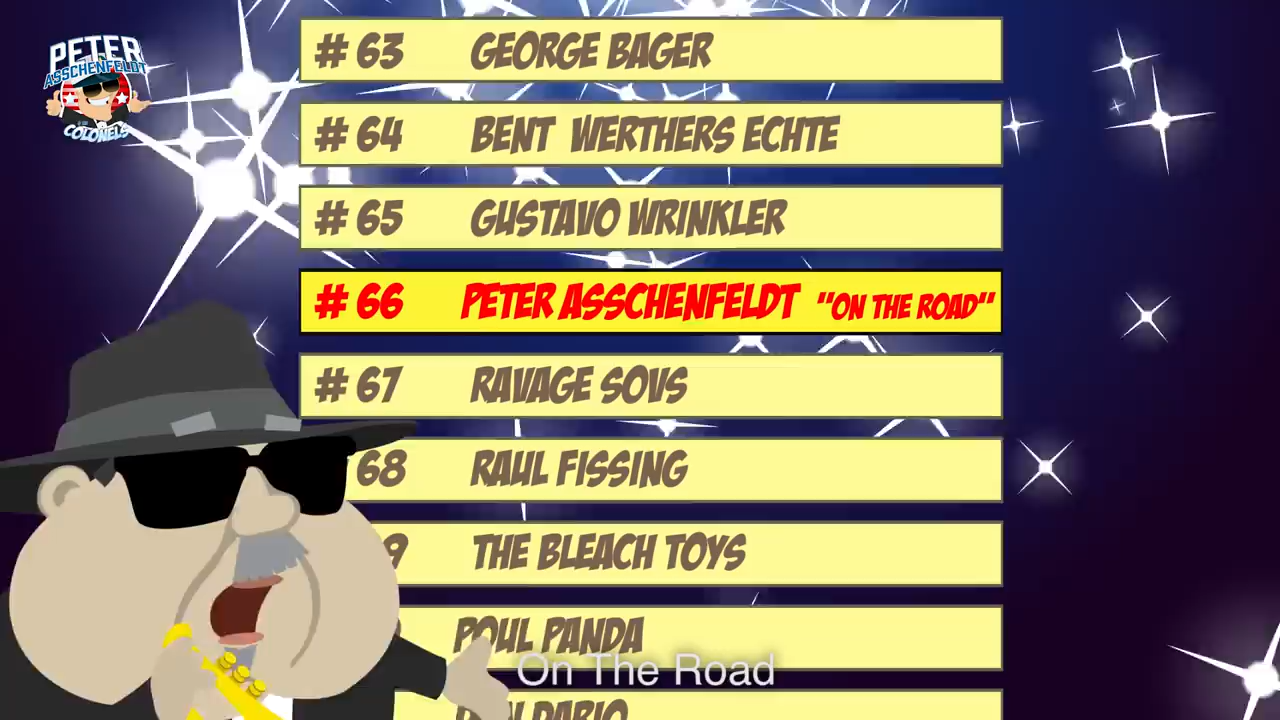 PETER
ASSCHENFELDT
COLONELS
# 63 GEORGE BAGER
# 64 BENT WERTHERS ECHTE
# 65 GUSTAVO WRINKLER
# 66 PETER ASSCHENFELDT "ON THE ROAD"
# 67 RAVAGE SOVS
68 RAUL FISSING
9 THE BLEACH TOYS
POUL PANDA
On The Road